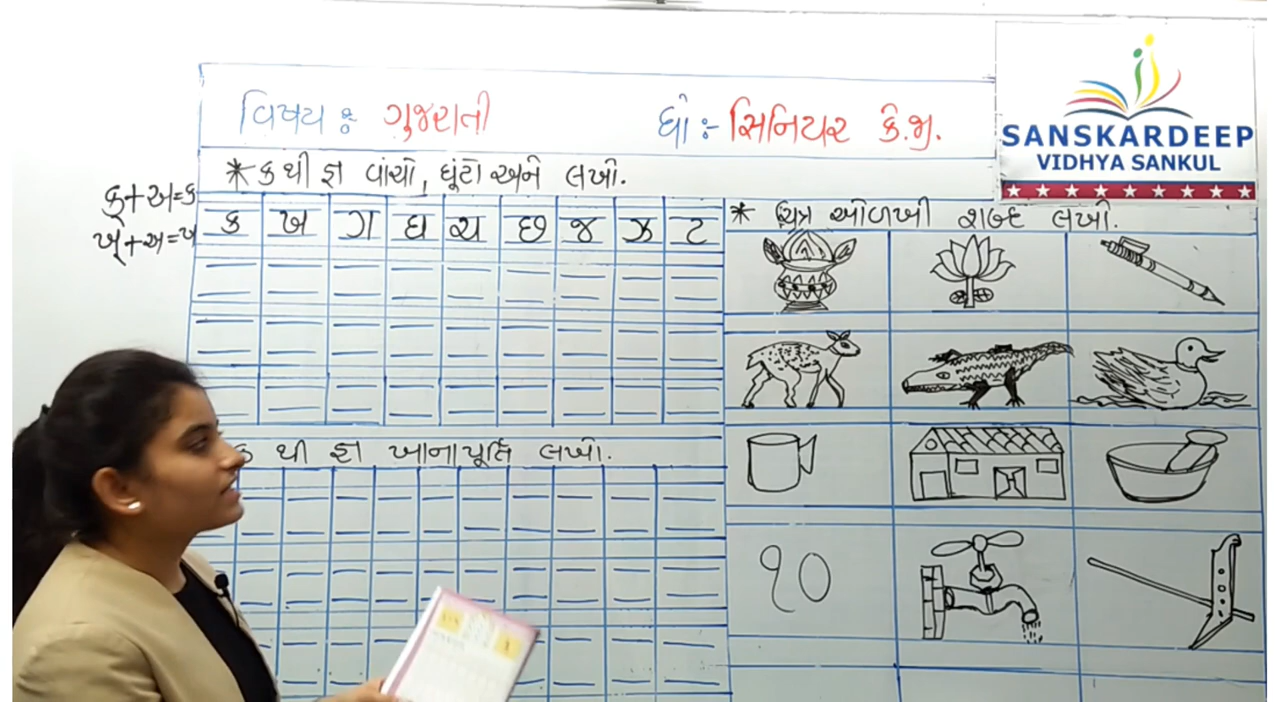 વિષય : ગુજરાતી
ધો :- સિનિયર કે.જી.
SANSKARDEEP
VIDHYA SANKUL
* ક થી જ્ઞ વાંચો, ઘૂંટો અને લખો.
ક્ + અ = ક
ખ્ + અ = ખ
ક ખ ગ ઘ ચ છ જ ઝ ટ
* ચિત્ર ઓળખી શબ્દ લખો.
ક થી જ્ઞ ખાનાપૂર્તિ લખો.
૧૦